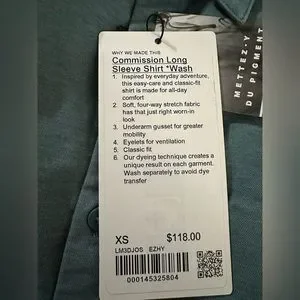 WHY WE MADE THIS
Commission Long
Sleeve Shirt *Wash
1. Inspired by everyday adventure,
this easy-care and classic-fit
shirt is made for all-day
comfort
2. Soft, four-way stretch fabric
has that just right worn-in
look
3. Underarm gusset for greater
mobility
4. Eyelets for ventilation
5. Classic fit
6. Our dyeing technique creates a
unique result on each garment.
Wash separately to avoid dye
transfer
XS $118.00
LM3DJOS EZHY
000145325804
METTEZ-Y
DU PIGMENT